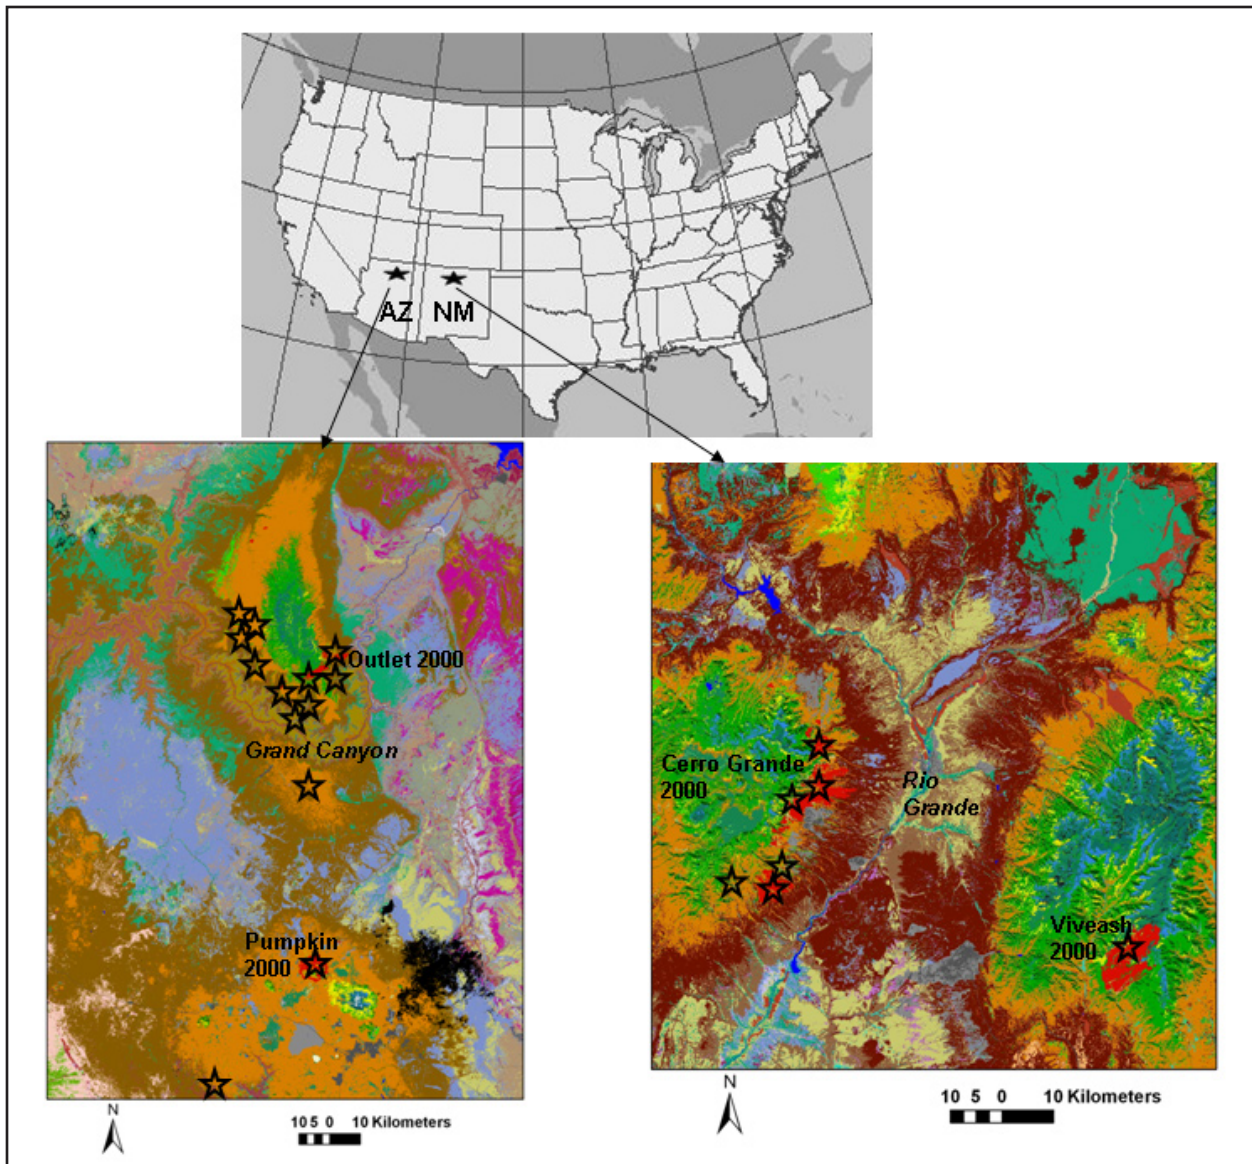 AZ NM
Outlet 2000
Grand Canyon
Pumpkin
2000
N
10 5 0 10 Kilometers
Cerro Grande
2000
Rio
Grande
Viveash
2000
N
10 5 0 10 Kilometers